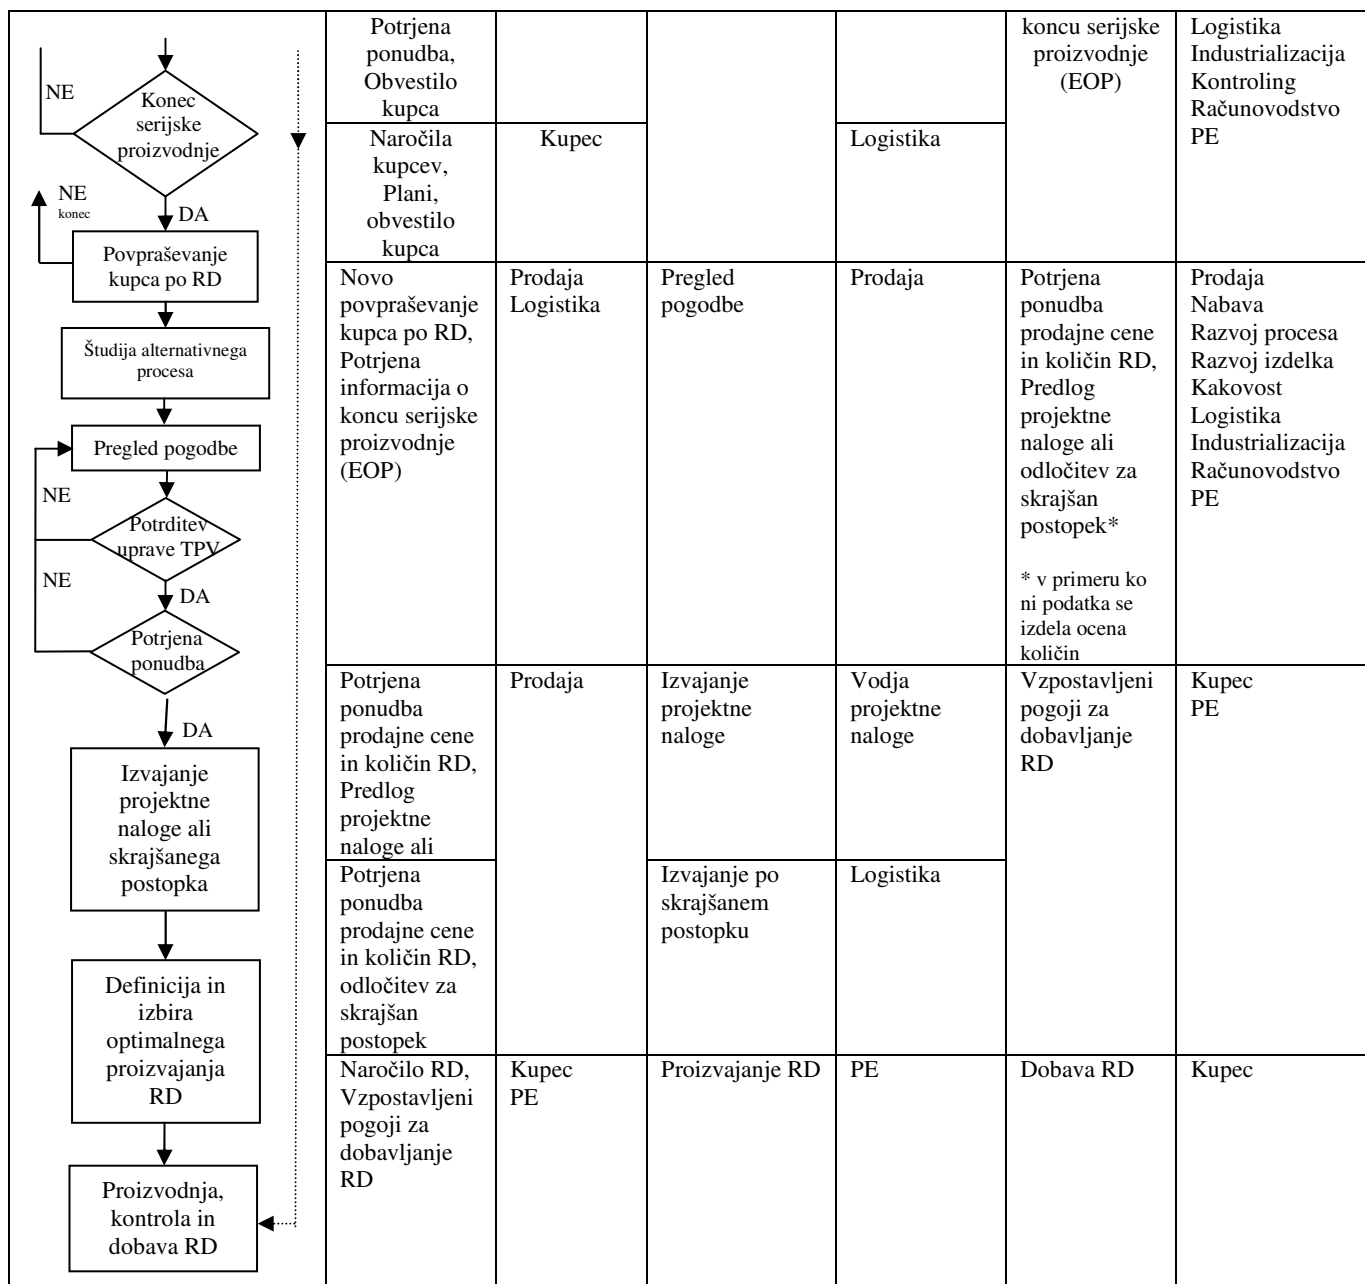 NE
Konec
serijske
proizvodnje
NE
konec
DA
Povpraševanje
kupca po RD
Študija alternativnega
procesa
Pregled pogodbe
NE
Potrditev
uprave TPV
NE
DA
Potrjena
ponudba
DA
Izvajanje
projektne
naloge ali
skrajšanega
postopka
Definicija in
izbira
optimalnega
proizvajanja
RD
Proizvodnja,
kontrola in
dobava RD
Potrjena
ponudba,
Obvestilo
kupca
koncu serijske
proizvodnje
(EOP)
Logistika
Industrializacija
Kontroling
Računovodstvo
PE
Naročila
kupcev,
Plani,
obvestilo
kupca
Kupec
Logistika
Novo
povpraševanje
kupca po RD,
Potrjena
informacija o
koncu serijske
proizvodnje
(EOP)
Prodaja
Logistika
Pregled
pogodbe
Prodaja
Potrjena
ponudba
prodajne cene
in količin RD,
Predlog
projektne
naloge ali
odločitev za
skrajšan
postopek*
* v primeru ko
ni podatka se
izdela ocena
količin
Prodaja
Nabava
Razvoj procesa
Razvoj izdelka
Kakovost
Logistika
Industrializacija
Računovodstvo
PE
Potrjena
ponudba
prodajne cene
in količin RD,
Predlog
projektne
naloge ali
Prodaja
Izvajanje
projektne
naloge
Vodja
projektne
naloge
Vzpostavljeni
pogoji za
dobavljanje
RD
Kupec
PE
Potrjena
ponudba
prodajne cene
in količin RD,
odločitev za
skrajšan
postopek
Izvajanje po
skrajšanem
postopku
Logistika
Naročilo RD,
Vzpostavljeni
pogoji za
dobavljanje
RD
Kupec
PE
Proizvajanje RD
PE
Dobava RD
Kupec